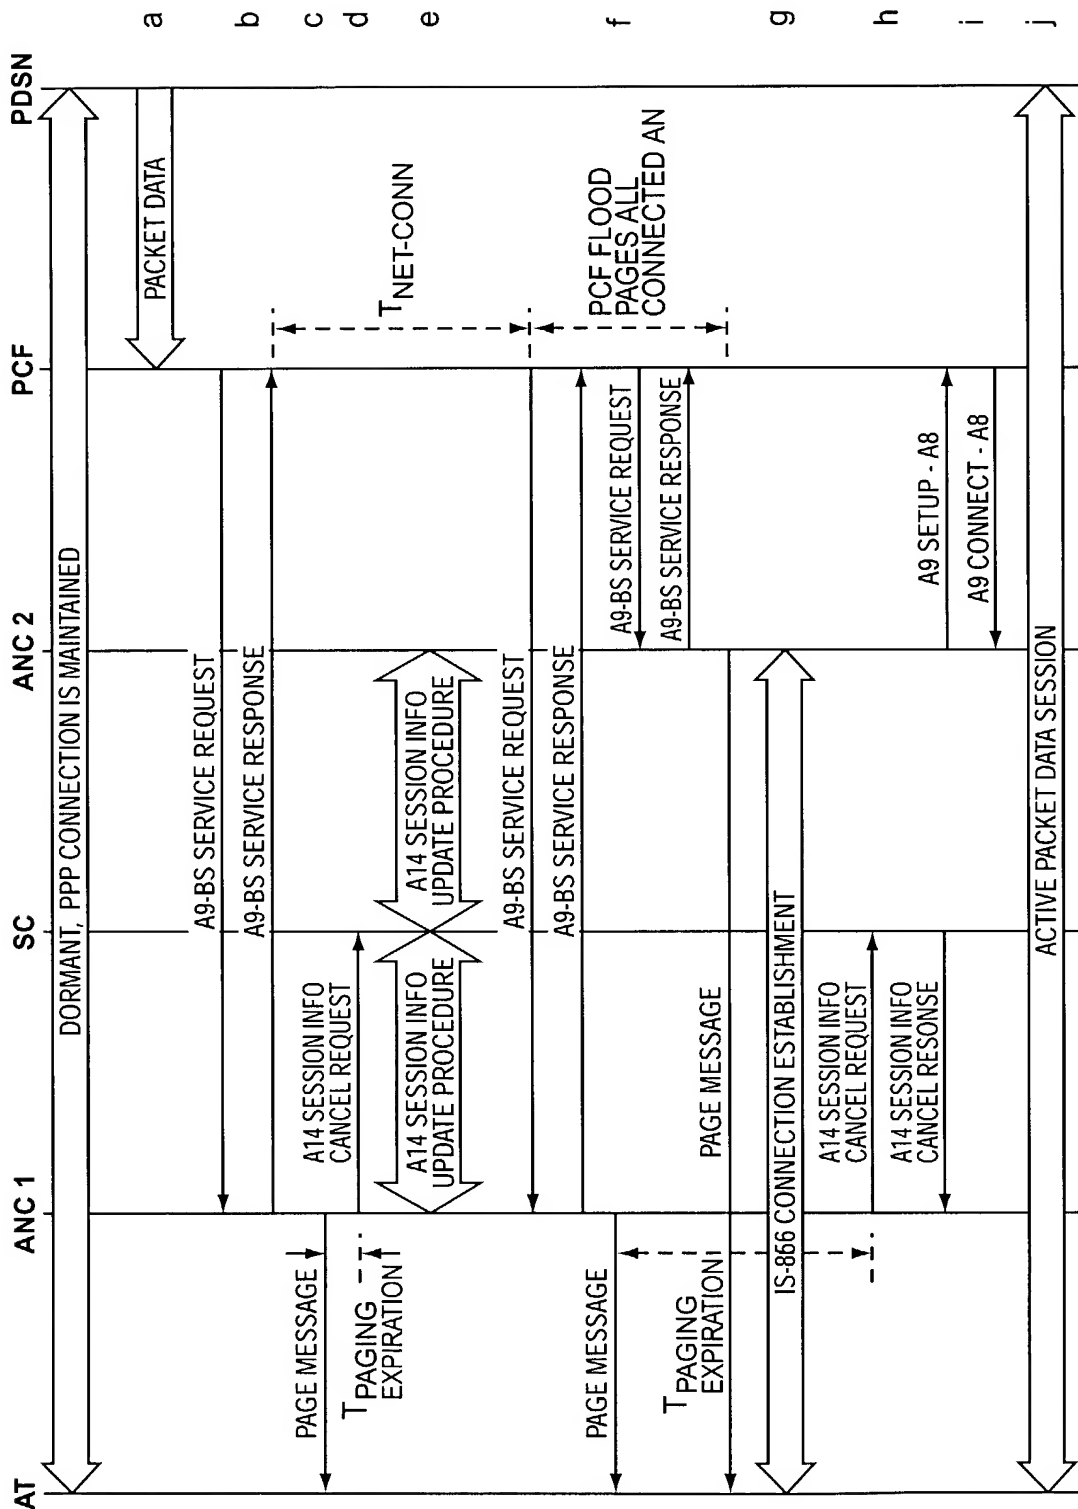 AT
ANC 1
SC
ANC 2
PCF
PDSN
DORMANT, PPP CONNECTION IS MAINTAINED
PACKET DATA
a
A9-BS SERVICE REQUEST
b
A9-BS SERVICE RESPONSE
PAGE MESSAGE
c
A14 SESSION INFO
CANCEL REQUEST
d
TPAGING
EXPIRATION
TNET-CONN
A14 SESSION INFO
UPDATE PROCEDURE
A14 SESSION INFO
UPDATE PROCEDURE
e
A9-BS SERVICE REQUEST
A9-BS SERVICE RESPONSE
PAGE MESSAGE
PCF FLOOD
PAGES ALL
CONNECTED AN
f
A9-BS SERVICE REQUEST
A9-BS SERVICE RESPONSE
TPAGING
EXPIRATION
PAGE MESSAGE
IS-866 CONNECTION ESTABLISHMENT
g
A14 SESSION INFO
CANCEL REQUEST
h
A14 SESSION INFO
CANCEL RESONSE
A9 SETUP - A8
A9 CONNECT - A8
i
ACTIVE PACKET DATA SESSION
j